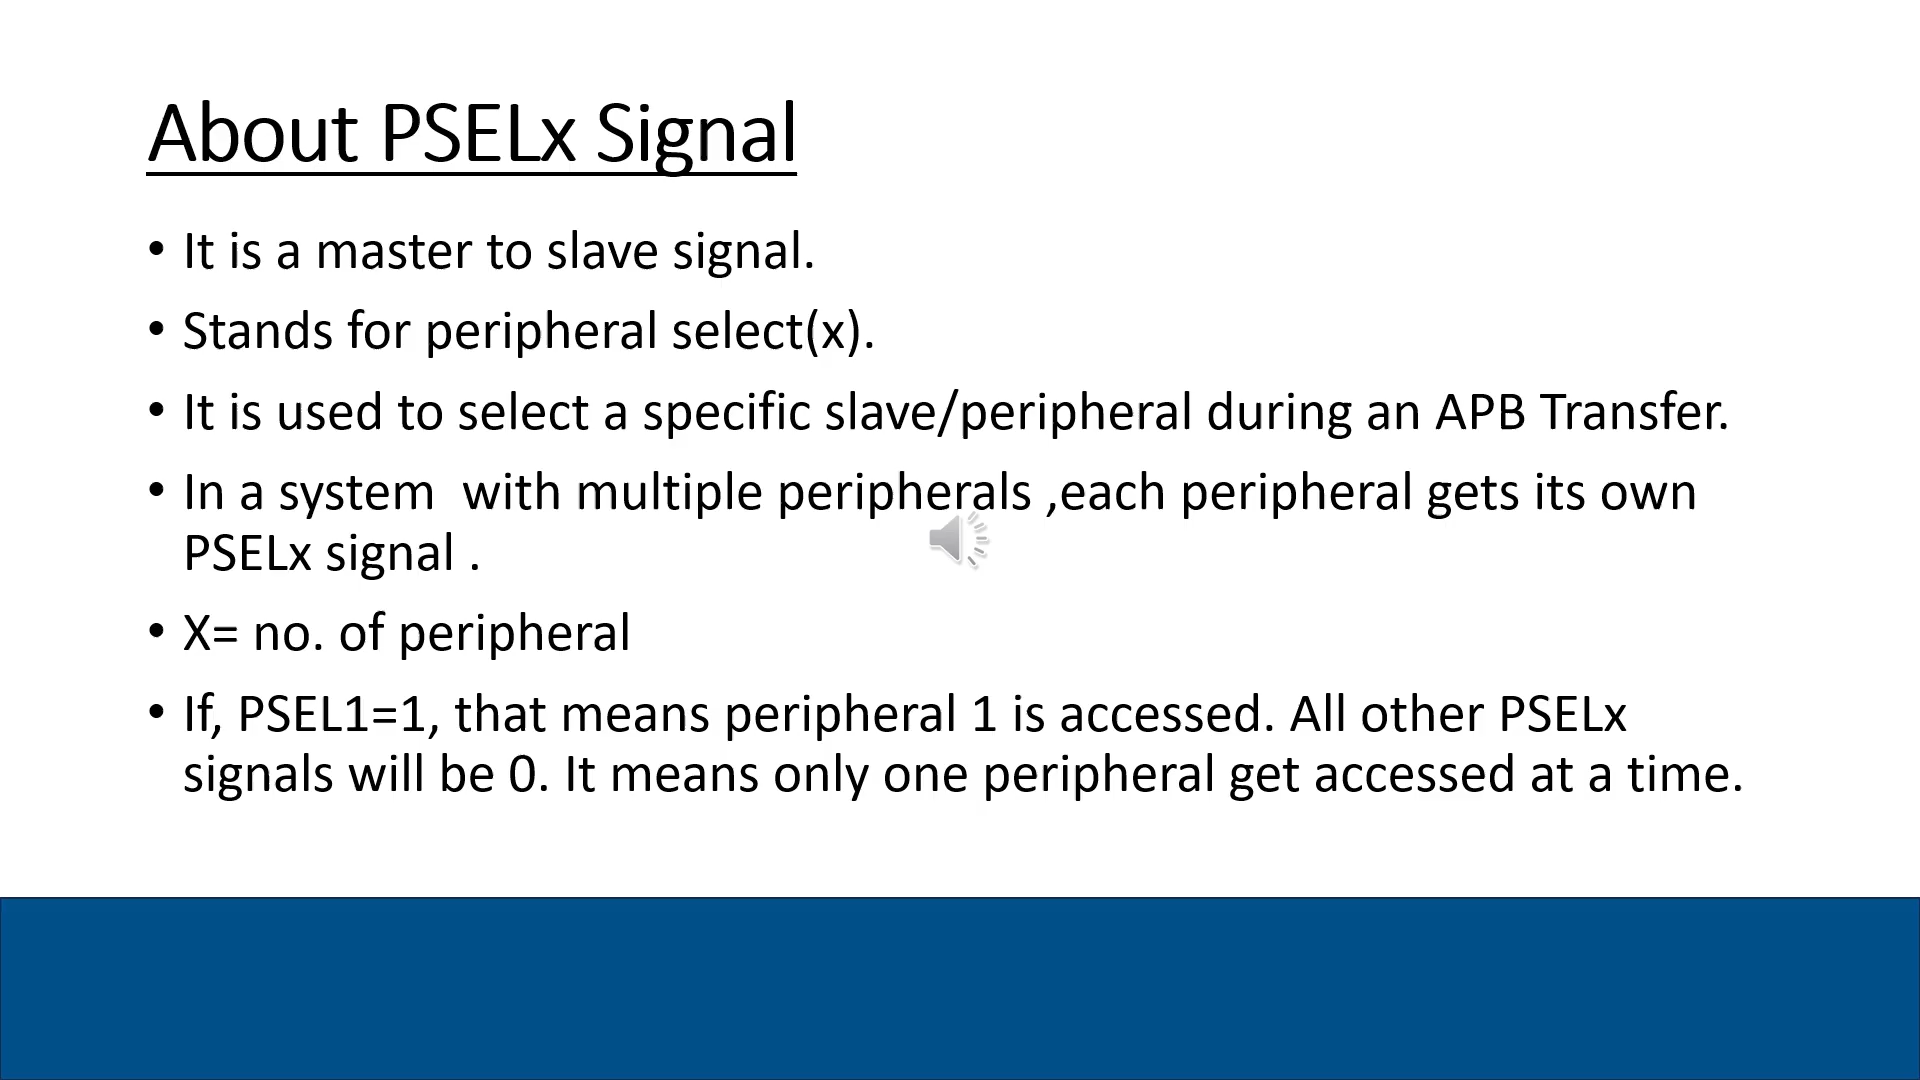 About PSELx Signal
• It is a master to slave signal.
• Stands for peripheral select(x).
• It is used to select a specific slave/peripheral during an APB Transfer.
• In a system  with multiple peripherals ,each peripheral gets its own
PSELx signal .
• X= no. of peripheral
• If, PSEL1=1, that means peripheral 1 is accessed. All other PSELx
signals will be 0. It means only one peripheral get accessed at a time.